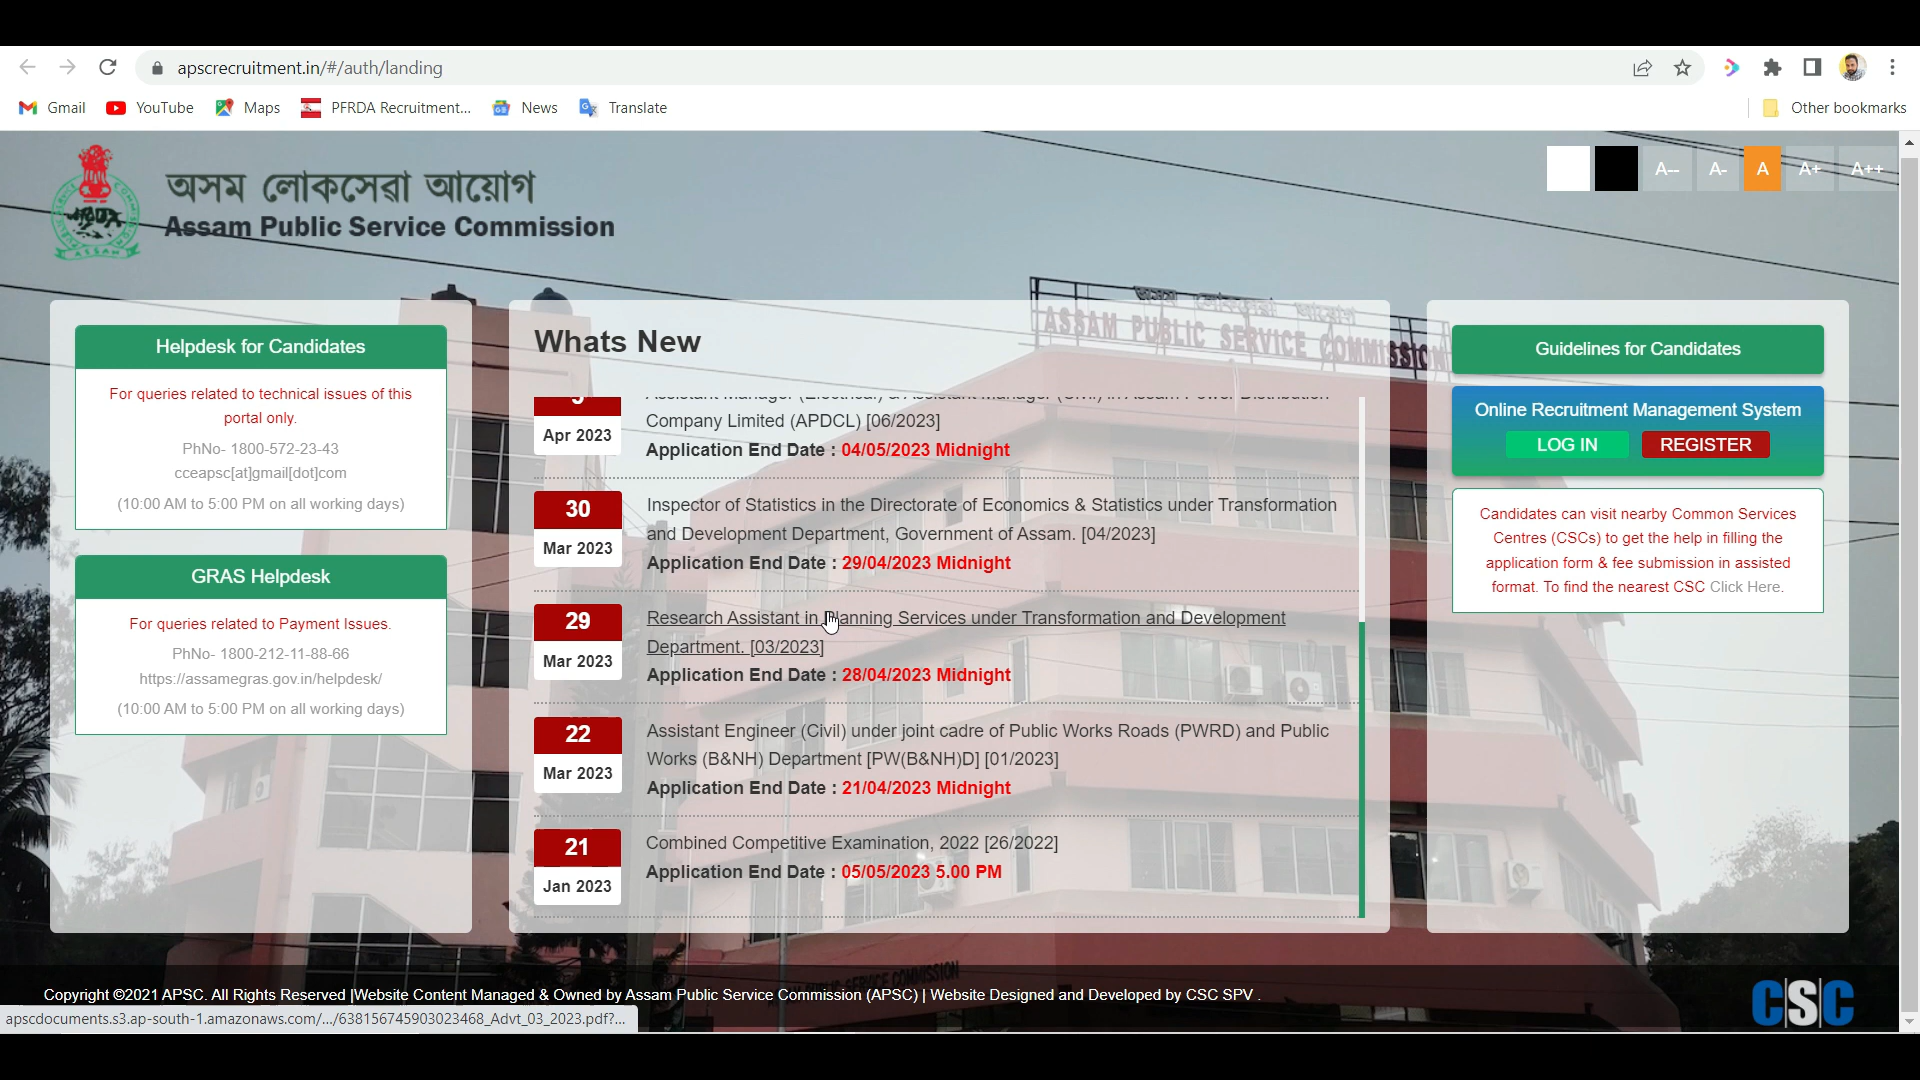 apscrecruitment.in/#/auth/landing
Gmail YouTube Maps PFRDA Recruitment... News Translate Other bookmarks
অসম লোকসেৱা আয়োগ
Assam Public Service Commission
A-- A- A A+ A++
Helpdesk for Candidates
For queries related to technical issues of this
portal only.
PhNo- 1800-572-23-43
cceapsc[at]gmail[dot]com
(10:00 AM to 5:00 PM on all working days)
GRAS Helpdesk
For queries related to Payment Issues.
PhNo- 1800-212-11-88-66
https://assamegras.gov.in/helpdesk/
(10:00 AM to 5:00 PM on all working days)
Whats New
Assistant Manager (Electrical) & Assistant Manager (Civil) in Assam Power Distribution
Apr 2023
Company Limited (APDCL) [06/2023]
Application End Date : 04/05/2023 Midnight
30
Mar 2023
Inspector of Statistics in the Directorate of Economics & Statistics under Transformation
and Development Department, Government of Assam. [04/2023]
Application End Date : 29/04/2023 Midnight
29
Mar 2023
Research Assistant in Planning Services under Transformation and Development
Department. [03/2023]
Application End Date : 28/04/2023 Midnight
22
Mar 2023
Assistant Engineer (Civil) under joint cadre of Public Works Roads (PWRD) and Public
Works (B&NH) Department [PW(B&NH)D] [01/2023]
Application End Date : 21/04/2023 Midnight
21
Jan 2023
Combined Competitive Examination, 2022 [26/2022]
Application End Date : 05/05/2023 5.00 PM
ASSAM PUBLIC SERVICE COMMISSION
Guidelines for Candidates
Online Recruitment Management System
LOG IN REGISTER
Candidates can visit nearby Common Services
Centres (CSCs) to get the help in filling the
application form & fee submission in assisted
format. To find the nearest CSC Click Here.
Copyright ©2021 APSC. All Rights Reserved |Website Content Managed & Owned by Assam Public Service Commission (APSC) | Website Designed and Developed by CSC SPV .
CSC
apscdocuments.s3.ap-south-1.amazonaws.com/.../638156745903023468_Advt_03_2023.pdf?...